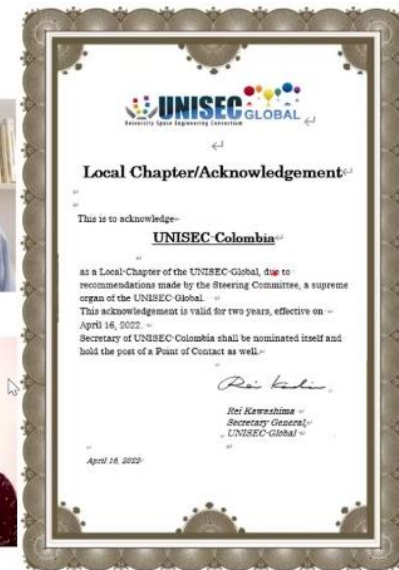 UNISEC GLOBAL
University Space Engineering Consortium
Local Chapter/Acknowledgement
This is to acknowledge
UNISEC-Colombia
as a Local Chapter of the UNISEC-Global, due to
recommendations made by the Steering Committee, a supreme
organ of the UNISEC-Global.
This acknowledgement is valid for two years, effective on
April 16, 2022.
Secretary of UNISEC-Colombia shall be nominated itself and
hold the post of a Point of Contact as well.
Rei Kawashima
Secretary General,
UNISEC-Global
April 16, 2022